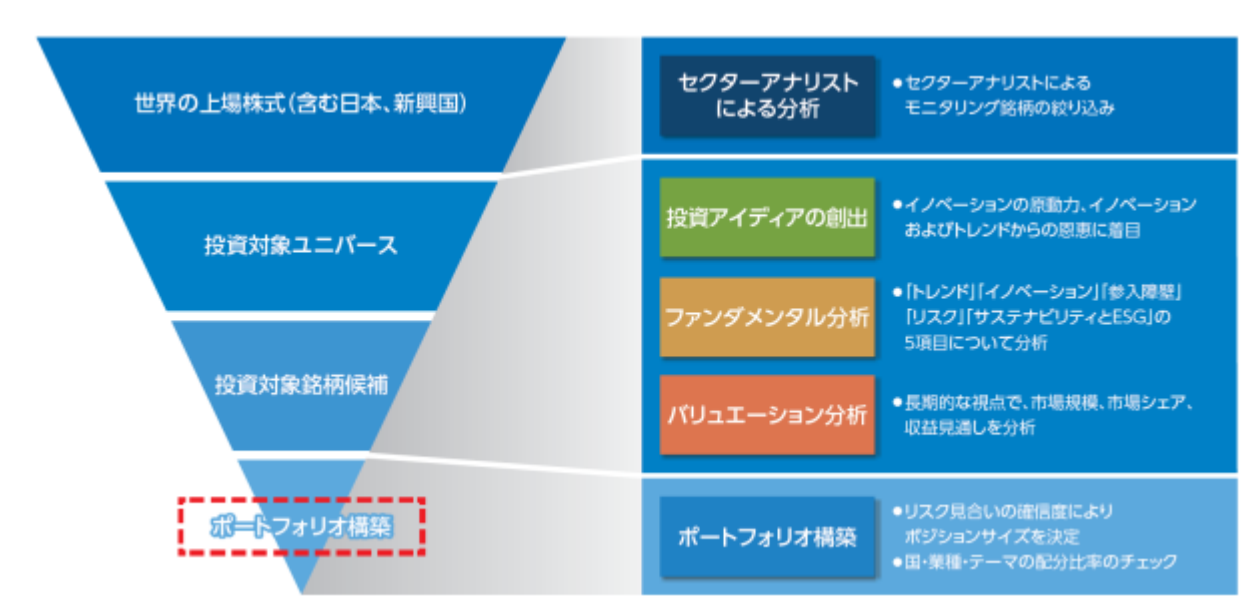 世界の上場株式(含む日本、新興国)
投資対象ユニバース
投資対象銘柄候補
ポートフォリオ構築
セクターアナリスト
による分析
●セクターアナリストによる
モニタリング銘柄の絞り込み
投資アイディアの創出
●イノベーションの原動力、イノベーション
およびトレンドからの恩恵に着目
ファンダメンタル分析
●「トレンド」「イノベーション」「参入障壁」
「リスク」「サステナビリティとESG」の
5項目について分析
バリュエーション分析
●長期的な視点で、市場規模、市場シェア、
収益見通しを分析
ポートフォリオ構築
●リスク見合いの確信度により
ポジションサイズを決定
●国・業種・テーマの配分比率のチェック